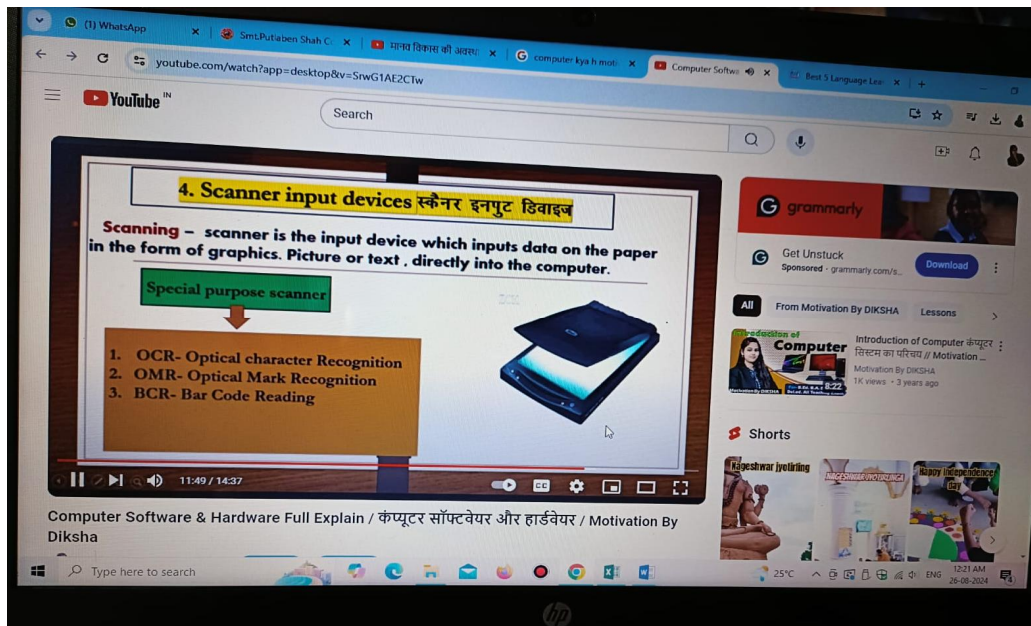 (1) WhatsApp
Smt.Putlaben Shah C
मानव विकास की अवस्था
computer kya h moti
Computer Softwa
Best 5 Language Lea
youtube.com/watch?app=desktop&v=SrwG1AE2CTw
YouTube IN
Search
4. Scanner input devices स्कैनर इनपुट डिवाइज
Scanning – scanner is the input device which inputs data on the paper
in the form of graphics. Picture or text , directly into the computer.
Special purpose scanner
1. OCR- Optical character Recognition
2. OMR- Optical Mark Recognition
3. BCR- Bar Code Reading
11:49 / 14:37
CC
Computer Software & Hardware Full Explain / कंप्यूटर सॉफ्टवेयर और हार्डवेयर / Motivation By
Diksha
G grammarly
Get Unstuck
Sponsored · grammarly.com/s...
Download
All
From Motivation By DIKSHA
Lessons
Introduction of
Computer
8:22
Introduction of Computer कंप्यूटर
सिस्टम का परिचय // Motivation ...
Motivation By DIKSHA
1K views • 3 years ago
Shorts
Nageshwar jyotirling
NAGESHWAR JYOTIRLINGA
Happy Independence
day
Type here to search
25°C
ENG
12:21 AM
26-08-2024
hp